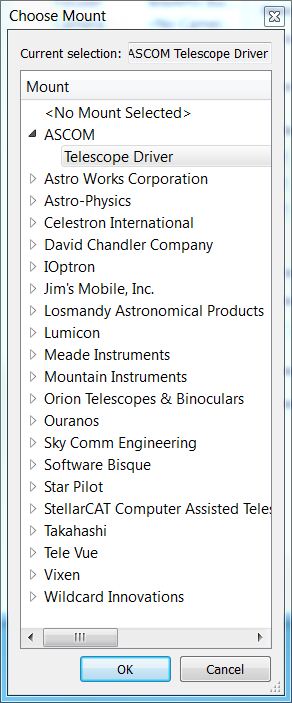 Choose Mount
Current selection: ASCOM Telescope Driver
Mount
<No Mount Selected>
ASCOM
Telescope Driver
Astro Works Corporation
Astro-Physics
Celestron International
David Chandler Company
IOptron
Jim's Mobile, Inc.
Losmandy Astronomical Products
Lumicon
Meade Instruments
Mountain Instruments
Orion Telescopes & Binoculars
Ouranos
Sky Comm Engineering
Software Bisque
Star Pilot
StellarCAT Computer Assisted Teles
Takahashi
Tele Vue
Vixen
Wildcard Innovations
OK Cancel